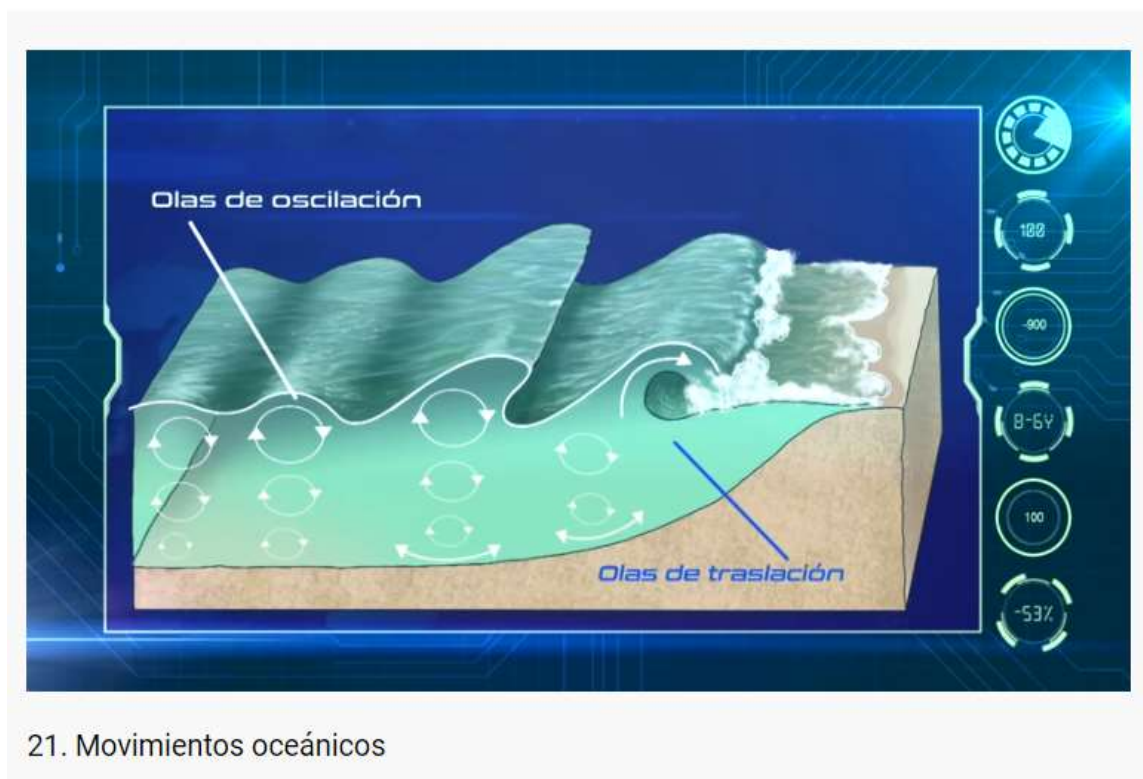 Olas de oscilación
100
-900
B-6Y
100
Olas de traslación
-53%
21. Movimientos oceánicos